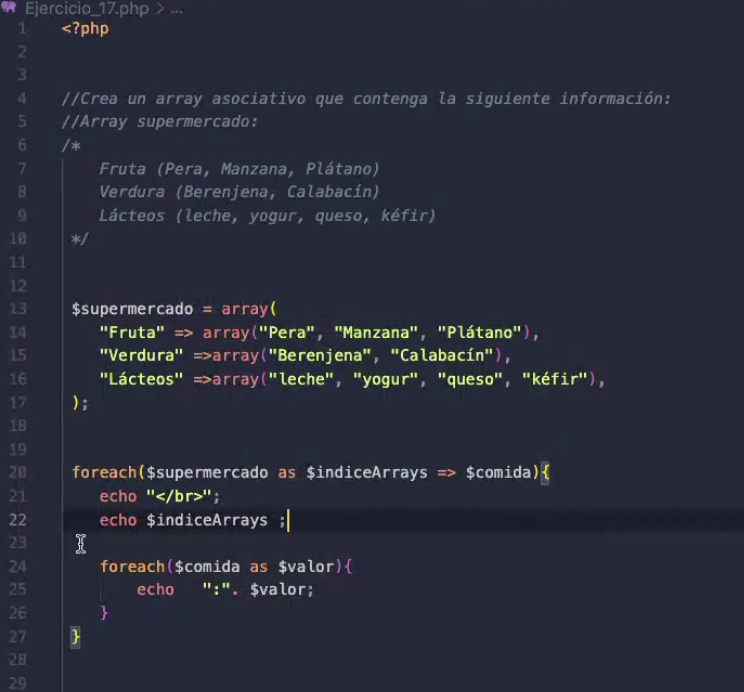 Ejercicio_17.php > ...
1 <?php
2
3
4 //Crea un array asociativo que contenga la siguiente información:
5 //Array supermercado:
6 /*
7 Fruta (Pera, Manzana, Plátano)
8 Verdura (Berenjena, Calabacín)
9 Lácteos (leche, yogur, queso, kéfir)
10 */
11
12
13 $supermercado = array(
14 "Fruta" => array("Pera", "Manzana", "Plátano"),
15 "Verdura" =>array("Berenjena", "Calabacín"),
16 "Lácteos" =>array("leche", "yogur", "queso", "kéfir"),
17 );
18
19
20 foreach($supermercado as $indiceArrays => $comida){
21 echo "</br>";
22 echo $indiceArrays ;
23
24 foreach($comida as $valor){
25 echo ":". $valor;
26 }
27 }
28
29